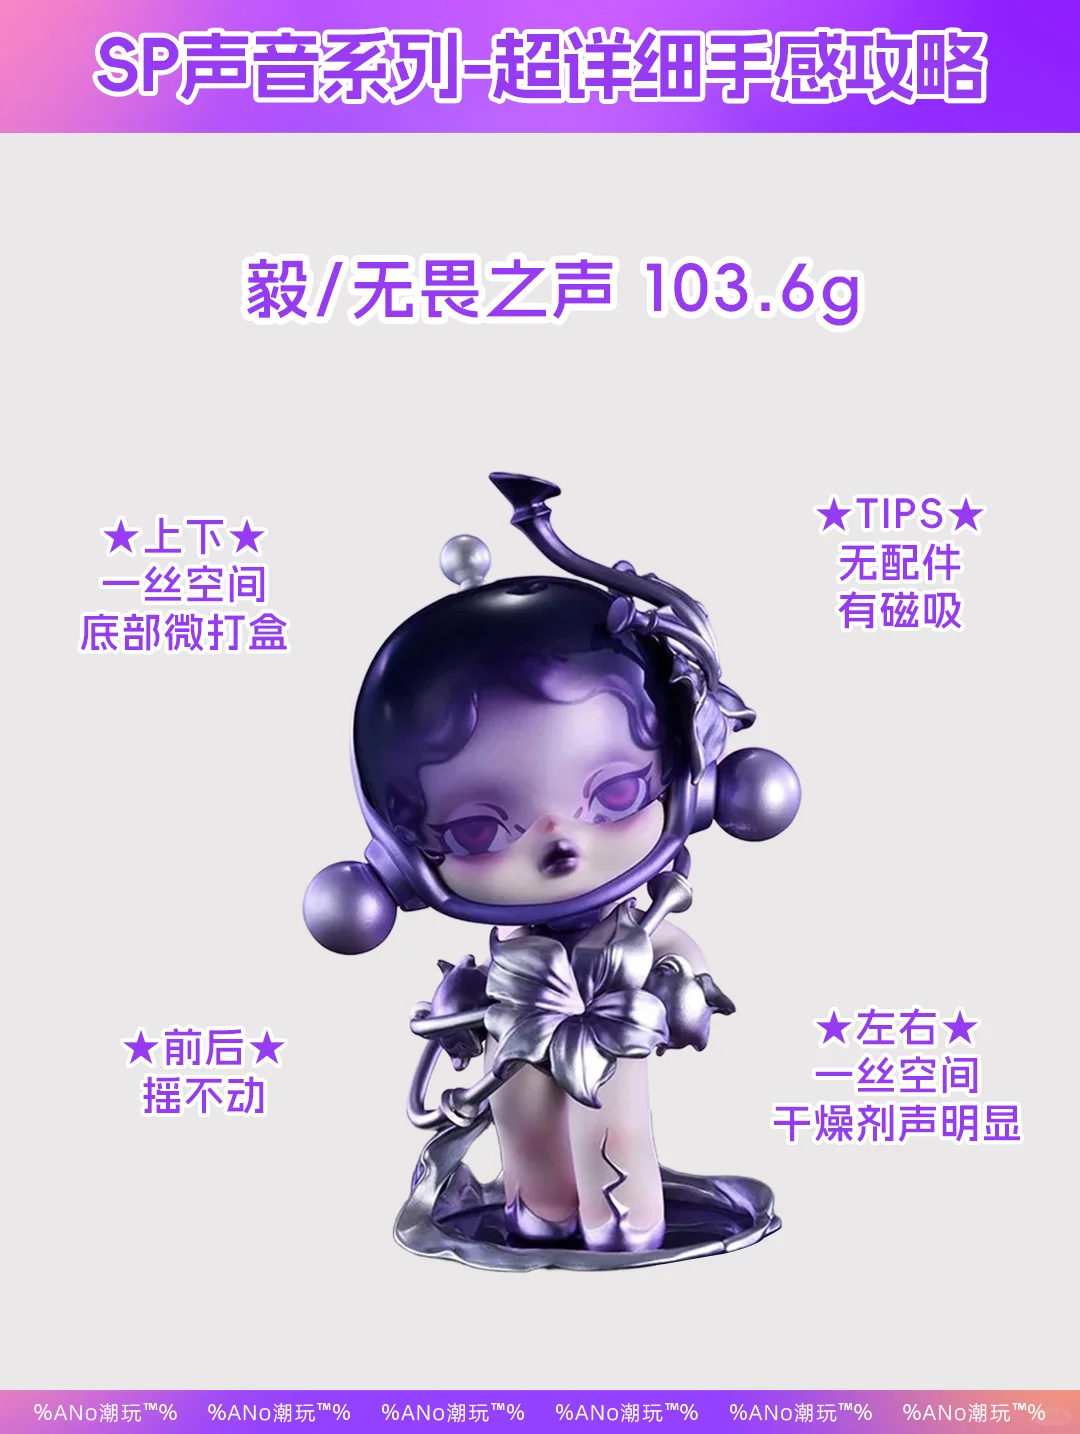 SP声音系列-超详细手感攻略
毅/无畏之声 103.6g
★上下★
一丝空间
底部微打盒
★TIPS★
无配件
有磁吸
★前后★
摇不动
★左右★
一丝空间
干燥剂声明显
%ANo潮玩™% %ANo潮玩™% %ANo潮玩™% %ANo潮玩™% %ANo潮玩™% %ANo潮玩™%